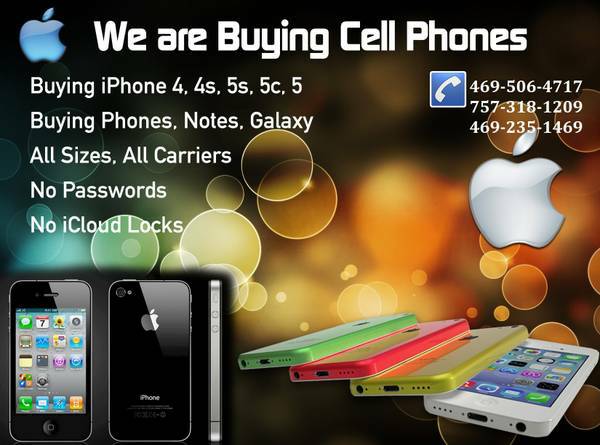 We are Buying Cell Phones
Buying iPhone 4, 4s, 5s, 5c, 5
Buying Phones, Notes, Galaxy
All Sizes, All Carriers
No Passwords
No iCloud Locks
469-506-4717
757-318-1209
469-235-1469
iPhone